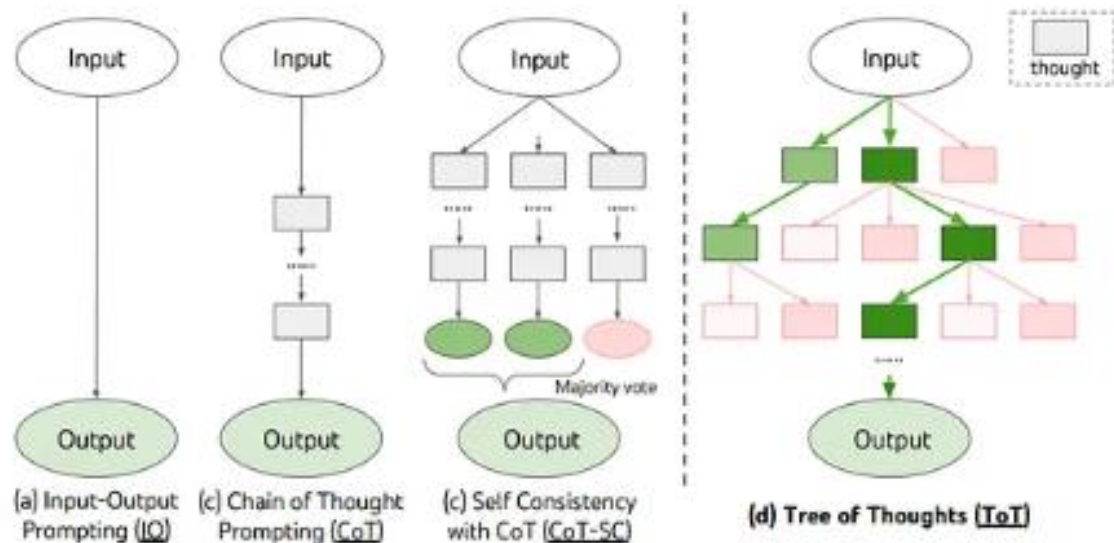 Input
Input
Input
Input
thought
......
......
......
......
......
Majority vote
Output
Output
Output
Output
(a) Input-Output
Prompting (IO)
(c) Chain of Thought
Prompting (CoT)
(c) Self Consistency
with CoT (CoT-SC)
(d) Tree of Thoughts (ToT)